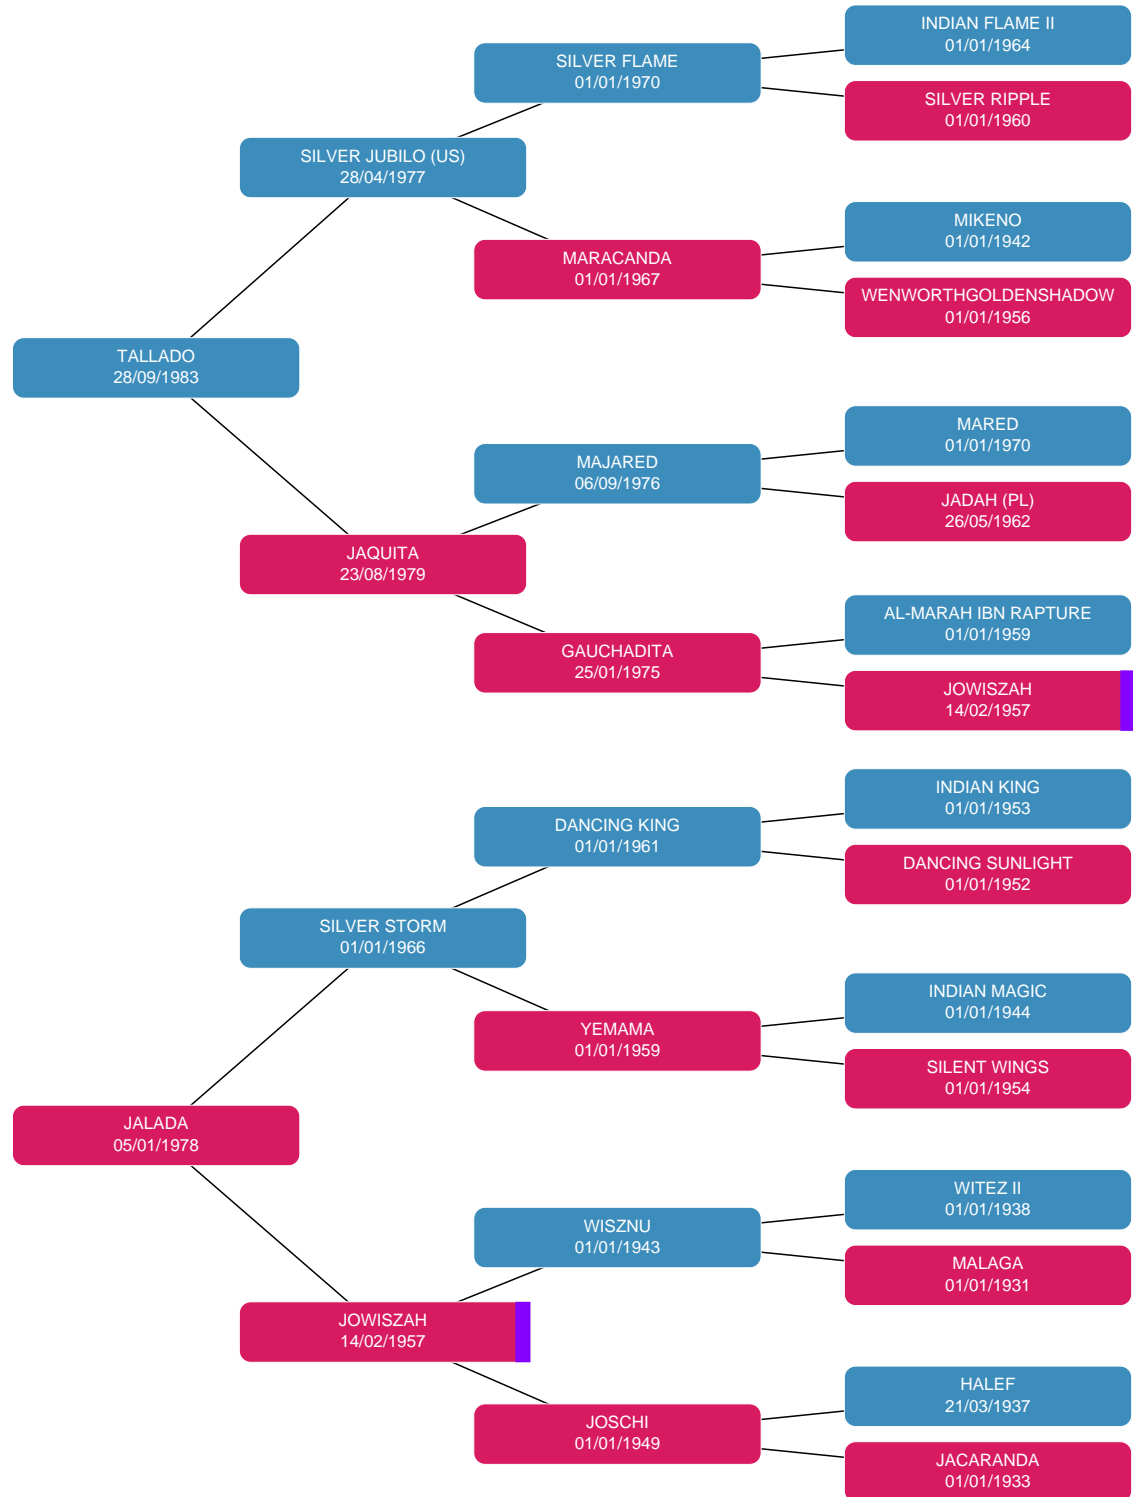 INDIAN FLAME II
01/01/1964
SILVER FLAME
01/01/1970
SILVER RIPPLE
01/01/1960
SILVER JUBILO (US)
28/04/1977
MIKENO
01/01/1942
MARACANDA
01/01/1967
WENWORTHGOLDENSHADOW
01/01/1956
TALLADO
28/09/1983
MARED
01/01/1970
MAJARED
06/09/1976
JADAH (PL)
26/05/1962
JAQUITA
23/08/1979
AL-MARAH IBN RAPTURE
01/01/1959
GAUCHADITA
25/01/1975
JOWISZAH
14/02/1957
INDIAN KING
01/01/1953
DANCING KING
01/01/1961
DANCING SUNLIGHT
01/01/1952
SILVER STORM
01/01/1966
INDIAN MAGIC
01/01/1944
YEMAMA
01/01/1959
SILENT WINGS
01/01/1954
JALADA
05/01/1978
WITEZ II
01/01/1938
WISZNU
01/01/1943
MALAGA
01/01/1931
JOWISZAH
14/02/1957
HALEF
21/03/1937
JOSCHI
01/01/1949
JACARANDA
01/01/1933